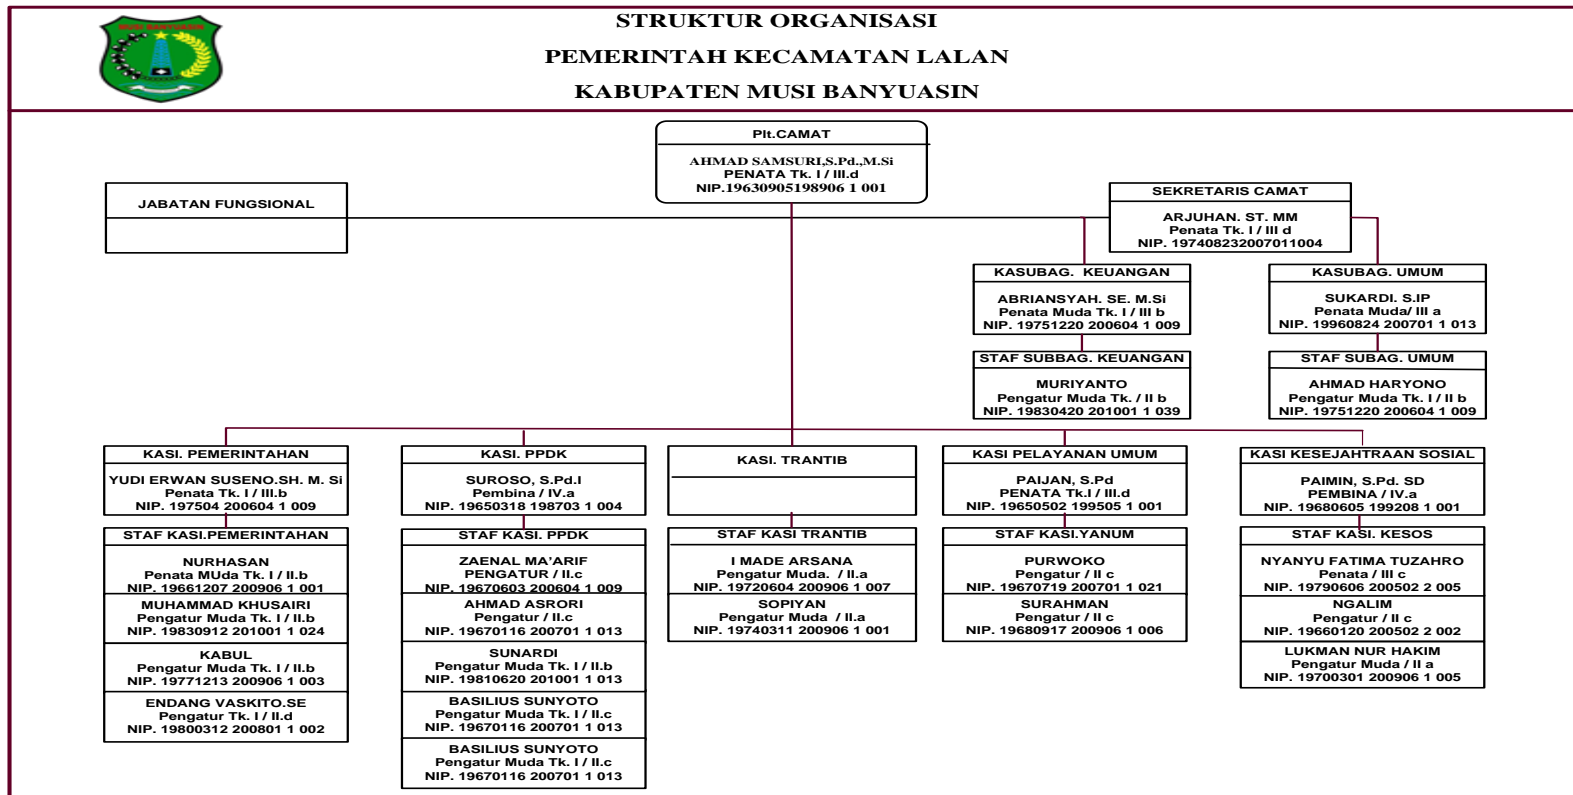 MUSI BANYUASIN
STRUKTUR ORGANISASI
PEMERINTAH KECAMATAN LALAN
KABUPATEN MUSI BANYUASIN
Plt.CAMAT
AHMAD SAMSURI,S.Pd.,M.Si
PENATA Tk. I / III.d
NIP.19630905198906 1 001
JABATAN FUNGSIONAL
SEKRETARIS CAMAT
ARJUHAN. ST. MM
Penata Tk. I / III d
NIP. 197408232007011004
KASUBAG.  KEUANGAN
ABRIANSYAH. SE. M.Si
Penata Muda Tk. I / III b
NIP. 19751220 200604 1 009
KASUBAG. UMUM
SUKARDI. S.IP
Penata Muda/ III a
NIP. 19960824 200701 1 013
STAF SUBBAG. KEUANGAN
MURIYANTO
Pengatur Muda Tk. / II b
NIP. 19830420 201001 1 039
STAF SUBAG. UMUM
AHMAD HARYONO
Pengatur Muda Tk. I / II b
NIP. 19751220 200604 1 009
KASI. PEMERINTAHAN
YUDI ERWAN SUSENO.SH. M. Si
Penata Tk. I / III.b
NIP. 197504 200604 1 009
STAF KASI.PEMERINTAHAN
NURHASAN
Penata MUda Tk. I / II.b
NIP. 19661207 200906 1 001
MUHAMMAD KHUSAIRI
Pengatur Muda Tk. I / II.b
NIP. 19830912 201001 1 024
KABUL
Pengatur Muda Tk. I / II.b
NIP. 19771213 200906 1 003
ENDANG VASKITO.SE
Pengatur Tk. I / II.d
NIP. 19800312 200801 1 002
KASI. PPDK
SUROSO, S.Pd.I
Pembina / IV.a
NIP. 19650318 198703 1 004
STAF KASI. PPDK
ZAENAL MA’ARIF
PENGATUR / II.c
NIP. 19670603 200604 1 009
AHMAD ASRORI
Pengatur / II.c
NIP. 19670116 200701 1 013
SUNARDI
Pengatur Muda Tk. I / II.b
NIP. 19810620 201001 1 013
BASILIUS SUNYOTO
Pengatur Muda Tk. I / II.c
NIP. 19670116 200701 1 013
BASILIUS SUNYOTO
Pengatur Muda Tk. I / II.c
NIP. 19670116 200701 1 013
KASI. TRANTIB
STAF KASI TRANTIB
I MADE ARSANA
Pengatur Muda.  / II.a
NIP. 19720604 200906 1 007
SOPIYAN
Pengatur Muda  / II.a
NIP. 19740311 200906 1 001
KASI PELAYANAN UMUM
PAIJAN, S.Pd
PENATA Tk.I / III.d
NIP. 19650502 199505 1 001
STAF KASI.YANUM
PURWOKO
Pengatur / II c
NIP. 19670719 200701 1 021
SURAHMAN
Pengatur / II c
NIP. 19680917 200906 1 006
KASI KESEJAHTRAAN SOSIAL
PAIMIN, S.Pd. SD
PEMBINA / IV.a
NIP. 19680605 199208 1 001
STAF KASI. KESOS
NYANYU FATIMA TUZAHRO
Penata / III c
NIP. 19790606 200502 2 005
NGALIM
Pengatur / II c
NIP. 19660120 200502 2 002
LUKMAN NUR HAKIM
Pengatur Muda / II a
NIP. 19700301 200906 1 005